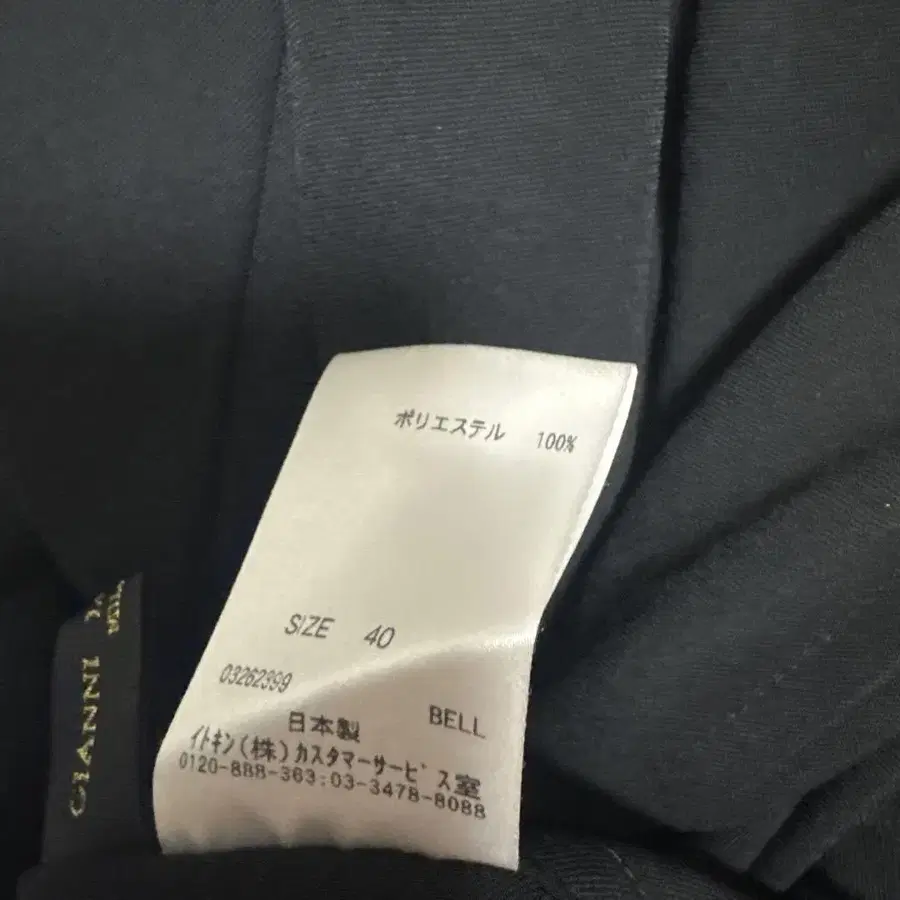 ポリエステル 100%
SIZE 40
03262399
日本製 BELL
イトキン(株)カスタマーサービス室
0120-888-363:03-3478-8088
GIANNI